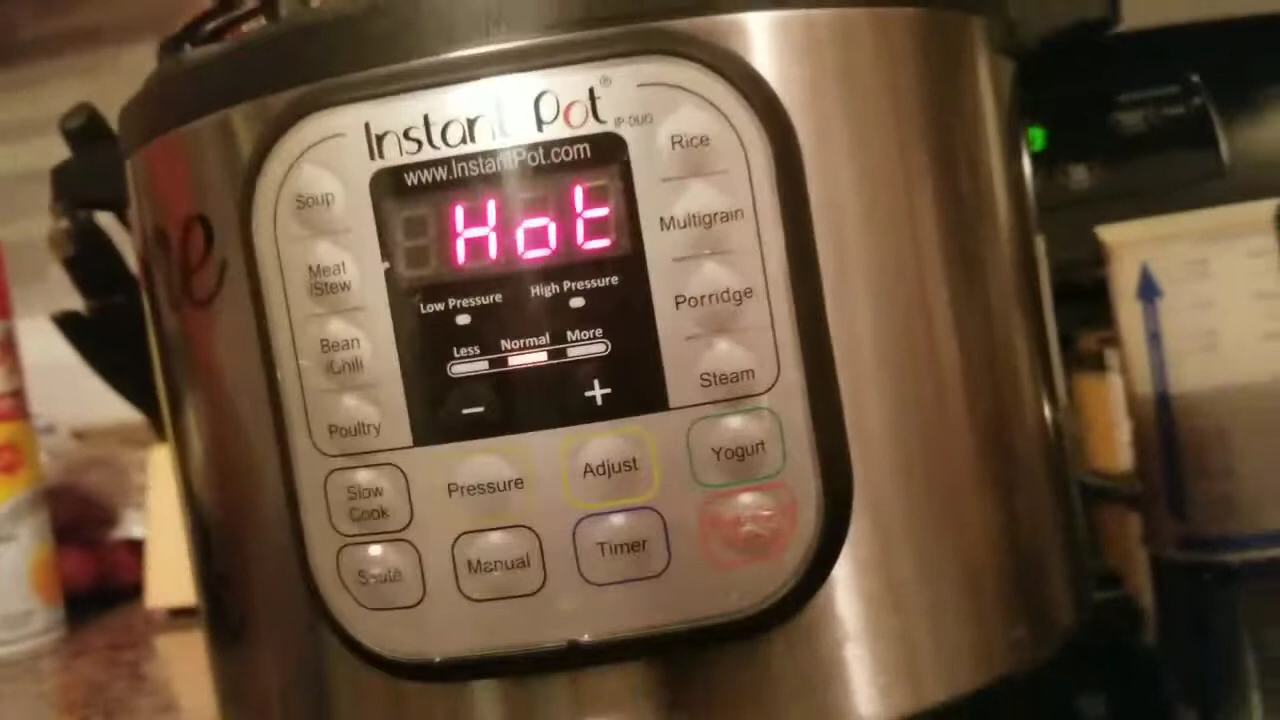 Instant Pot®
IP-DUO
www.InstantPot.com
Hot
Low Pressure
High Pressure
Less
Normal
More
−
+
Soup
Meat
/Stew
Bean
/Chili
Poultry
Rice
Multigrain
Porridge
Steam
Slow
Cook
Pressure
Adjust
Yogurt
Sauté
Manual
Timer